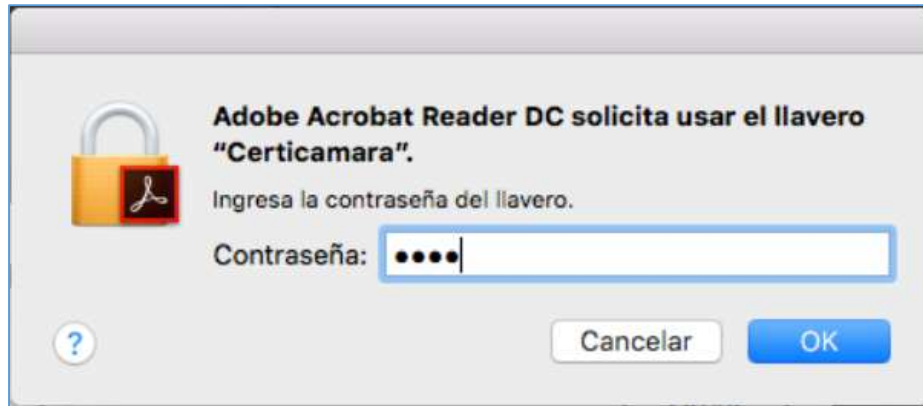 Adobe Acrobat Reader DC solicita usar el llavero
“Certicamara”.
Ingresa la contraseña del llavero.
Contraseña: ••••
?
Cancelar
OK